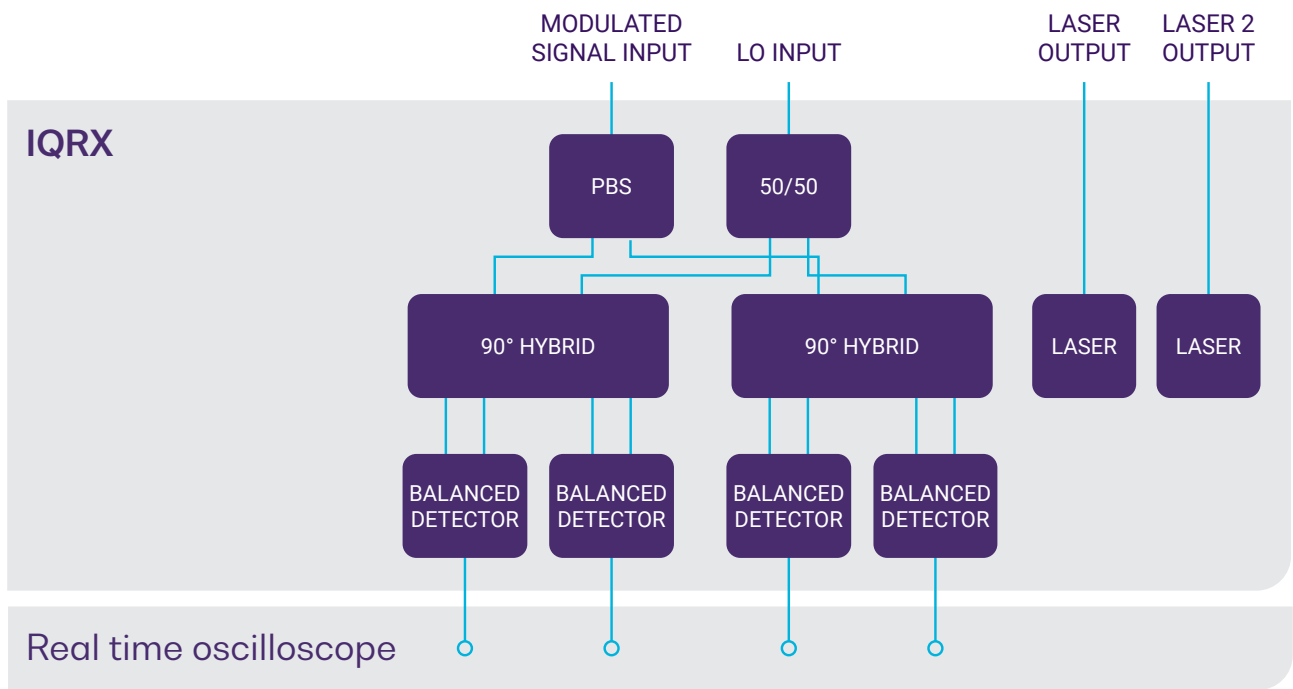 MODULATED
SIGNAL INPUT
LO INPUT
LASER
OUTPUT
LASER 2
OUTPUT
IQRX
PBS
50/50
90° HYBRID
90° HYBRID
LASER
LASER
BALANCED
DETECTOR
BALANCED
DETECTOR
BALANCED
DETECTOR
BALANCED
DETECTOR
Real time oscilloscope